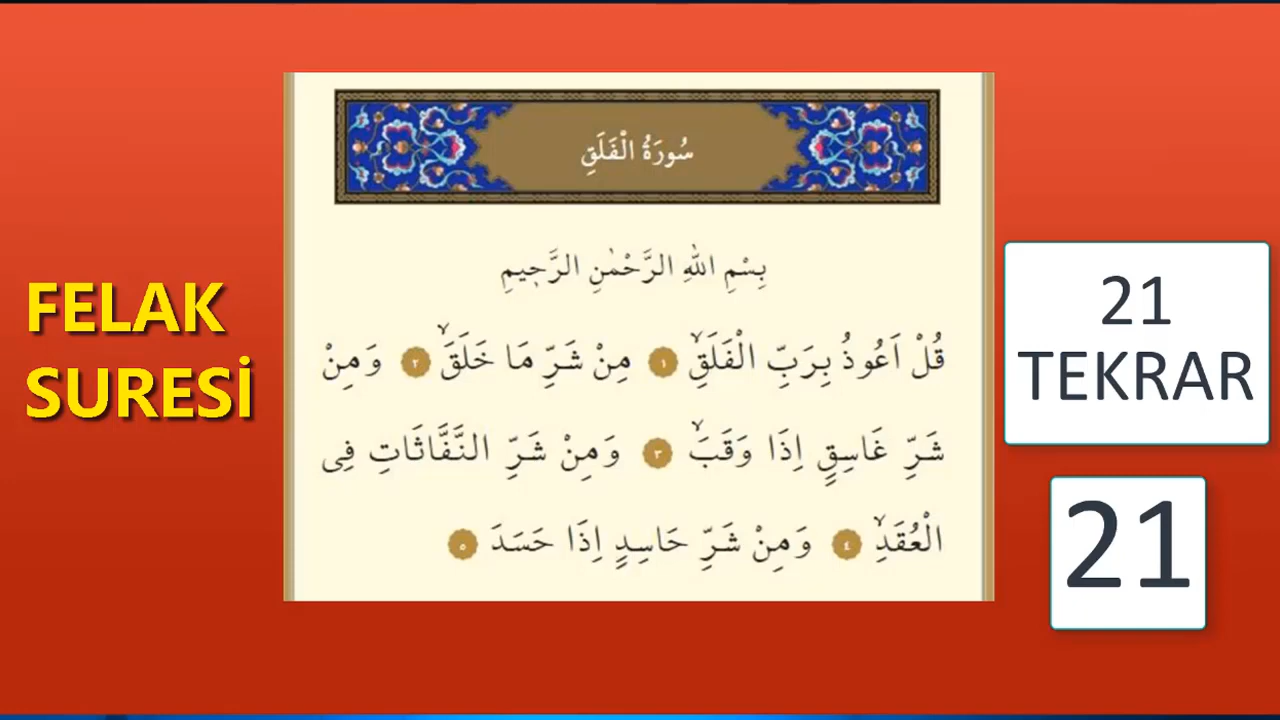 FELAK
SURESİ
سُورَةُ الْفَلَقِ
بِسْمِ اللّٰهِ الرَّحْمٰنِ الرَّح۪يمِ
قُلْ اَعُوذُ بِرَبِّ الْفَلَقِۙ ١ مِنْ شَرِّ مَا خَلَقَۙ ٢ وَمِنْ
شَرِّ غَاسِقٍ اِذَا وَقَبَۙ ٣ وَمِنْ شَرِّ النَّفَّاثَاتِ فِى
الْعُقَدِۙ ٤ وَمِنْ شَرِّ حَاسِدٍ اِذَا حَسَدَ ٥
21
TEKRAR
21